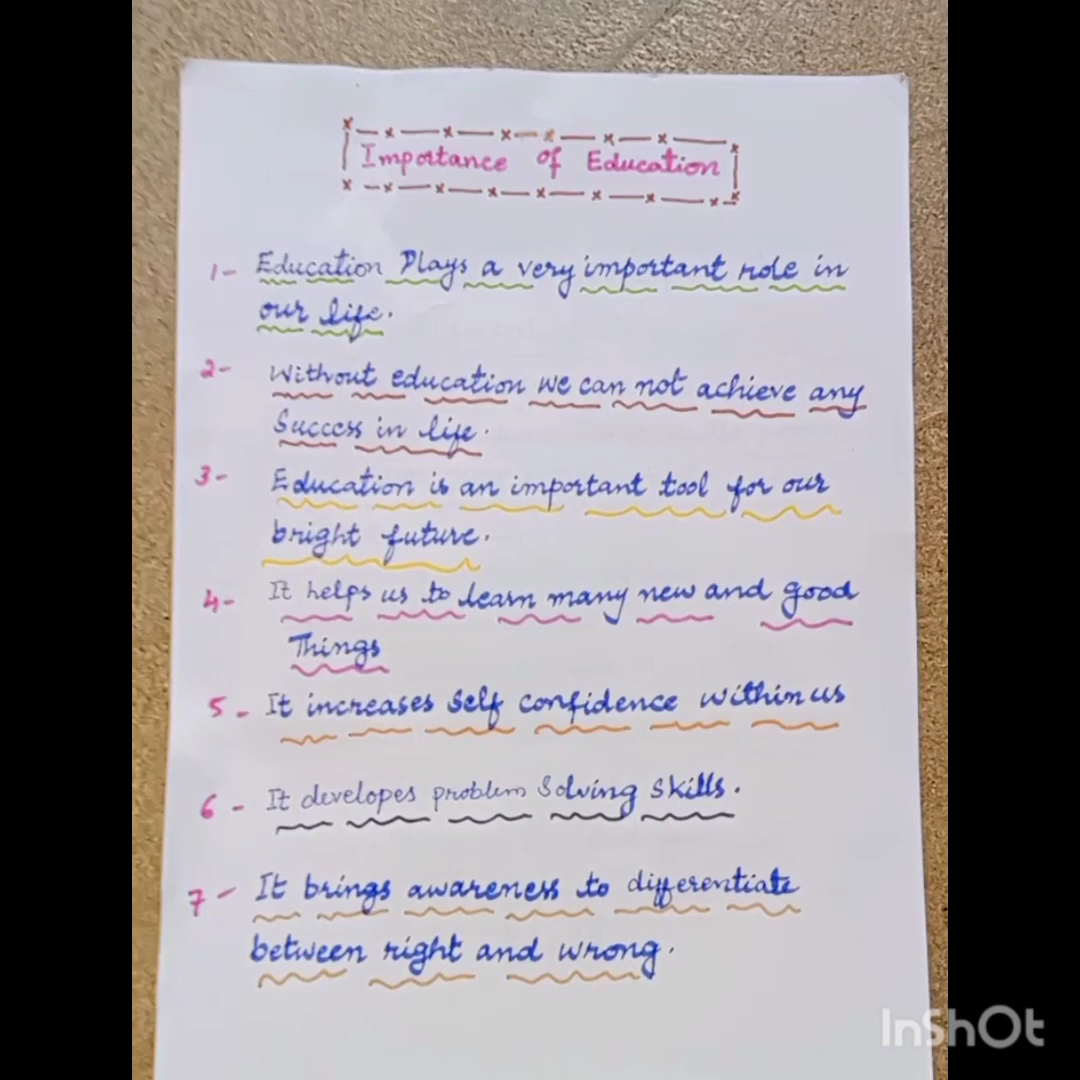 Importance of Education
1- Education Plays a very important role in
our life.
2- Without education we can not achieve any
Success in life.
3- Education is an important tool for our
bright future.
4- It helps us to learn many new and good
Things
5- It increases Self confidence within us
6- It developes problem Solving Skills.
7- It brings awareness to differentiate
between right and wrong.
InShOt